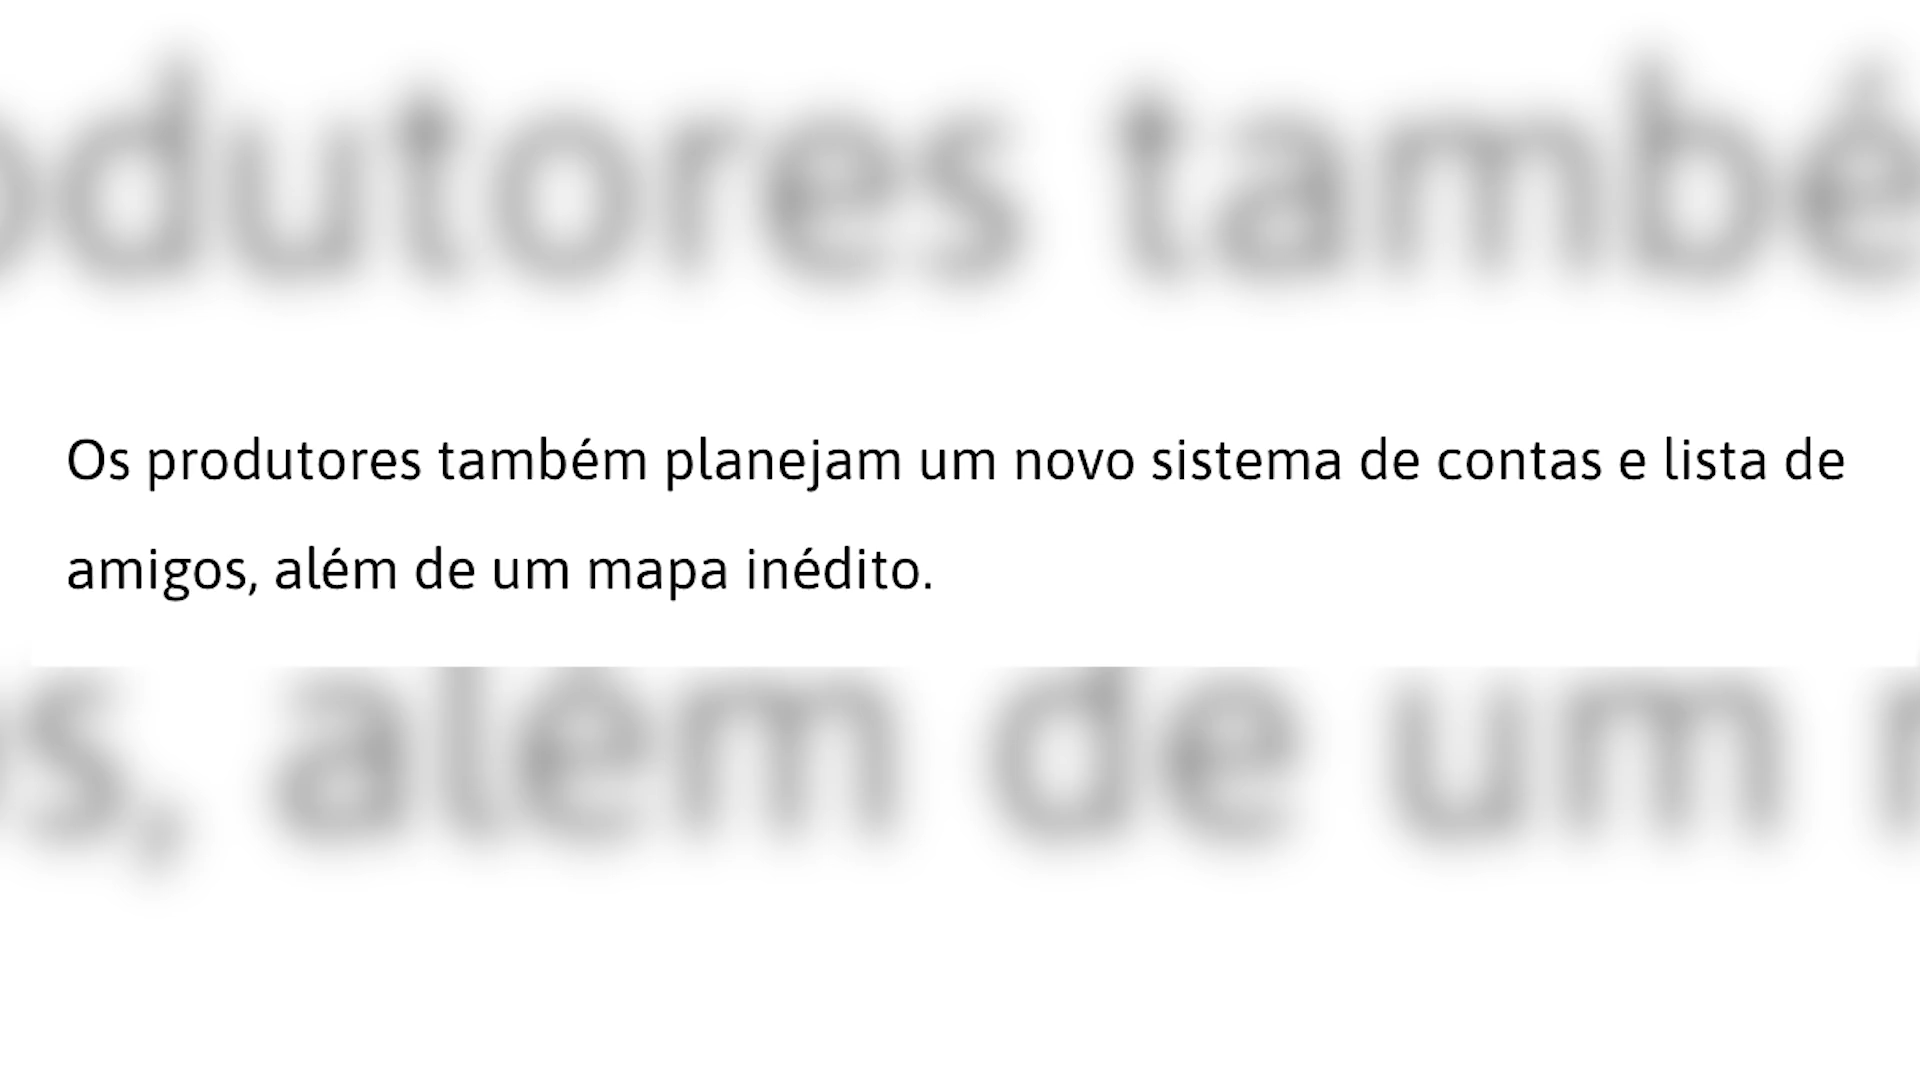 Os produtores também planejam um novo sistema de contas e lista de
amigos, além de um mapa inédito.